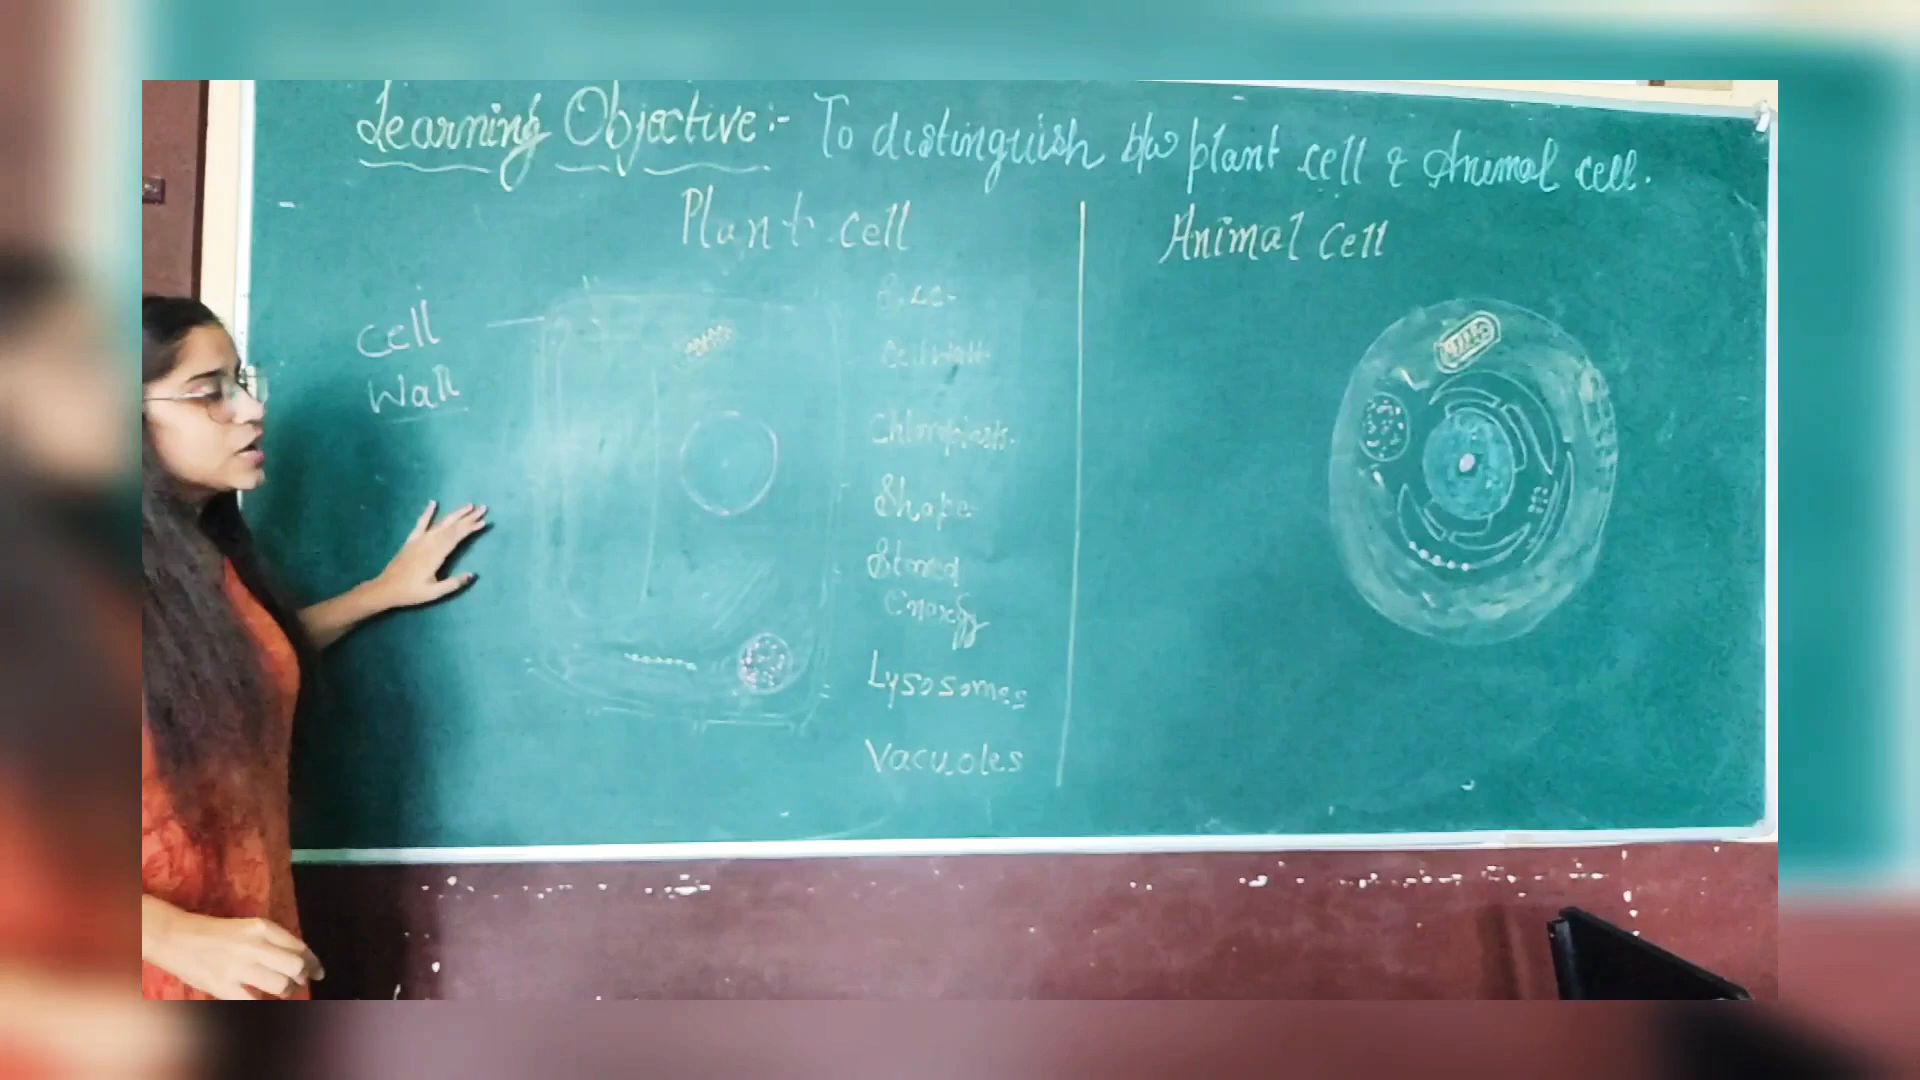 Learning Objective:- To distinguish b/w plant cell & Animal cell.
Plant cell
Animal cell
Cell
Wall
Size-
Cell wall-
Chloroplasts-
Shape-
Stored
Energy
Lysosomes
Vacuoles